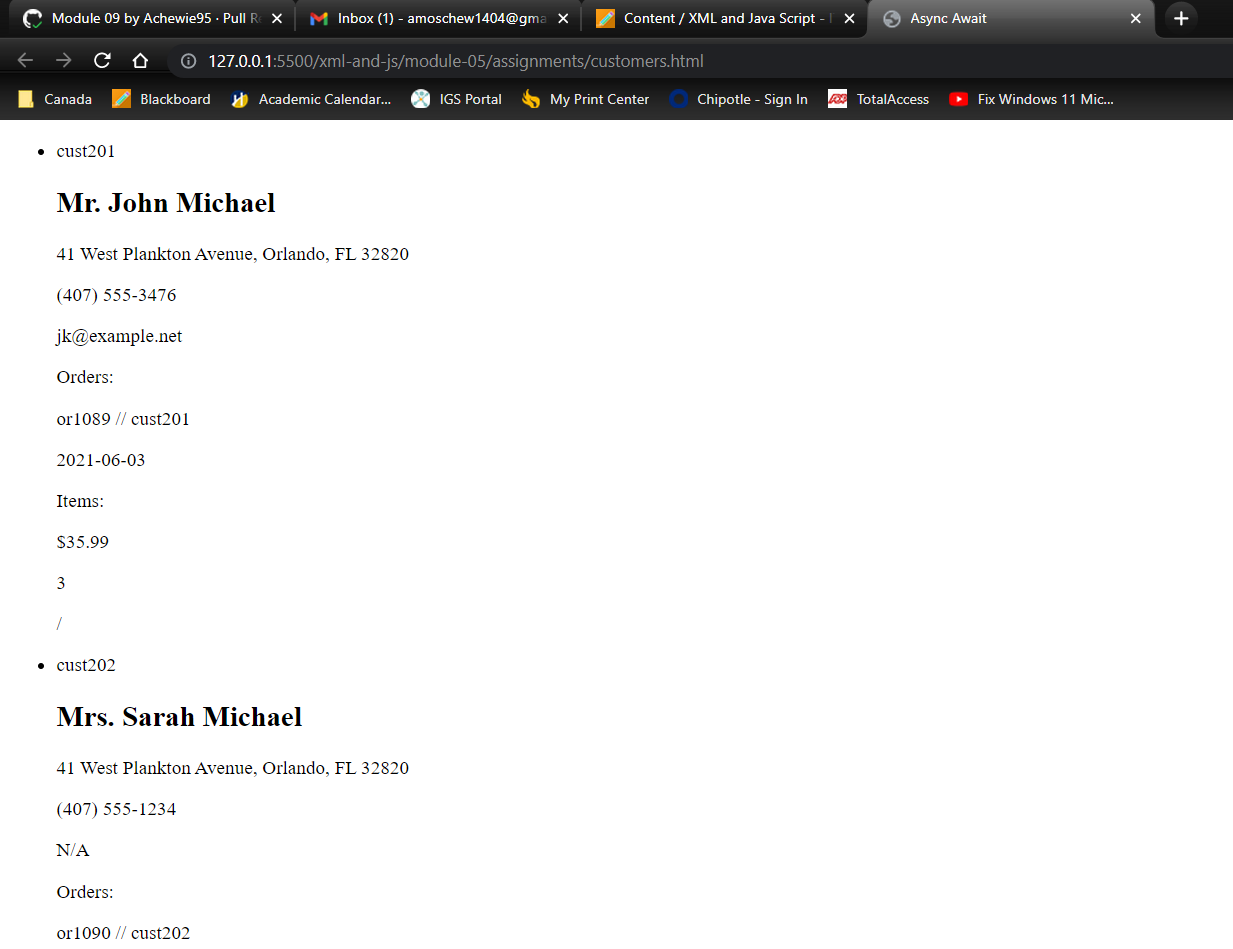 Module 09 by Achewie95 · Pull Re
Inbox (1) - amoschew1404@gma
Content / XML and Java Script -
Async Await
127.0.0.1:5500/xml-and-js/module-05/assignments/customers.html
Canada
Blackboard
Academic Calendar...
IGS Portal
My Print Center
Chipotle - Sign In
TotalAccess
Fix Windows 11 Mic...
cust201
Mr. John Michael
41 West Plankton Avenue, Orlando, FL 32820
(407) 555-3476
jk@example.net
Orders:
or1089 // cust201
2021-06-03
Items:
$35.99
3
/
cust202
Mrs. Sarah Michael
41 West Plankton Avenue, Orlando, FL 32820
(407) 555-1234
N/A
Orders:
or1090 // cust202